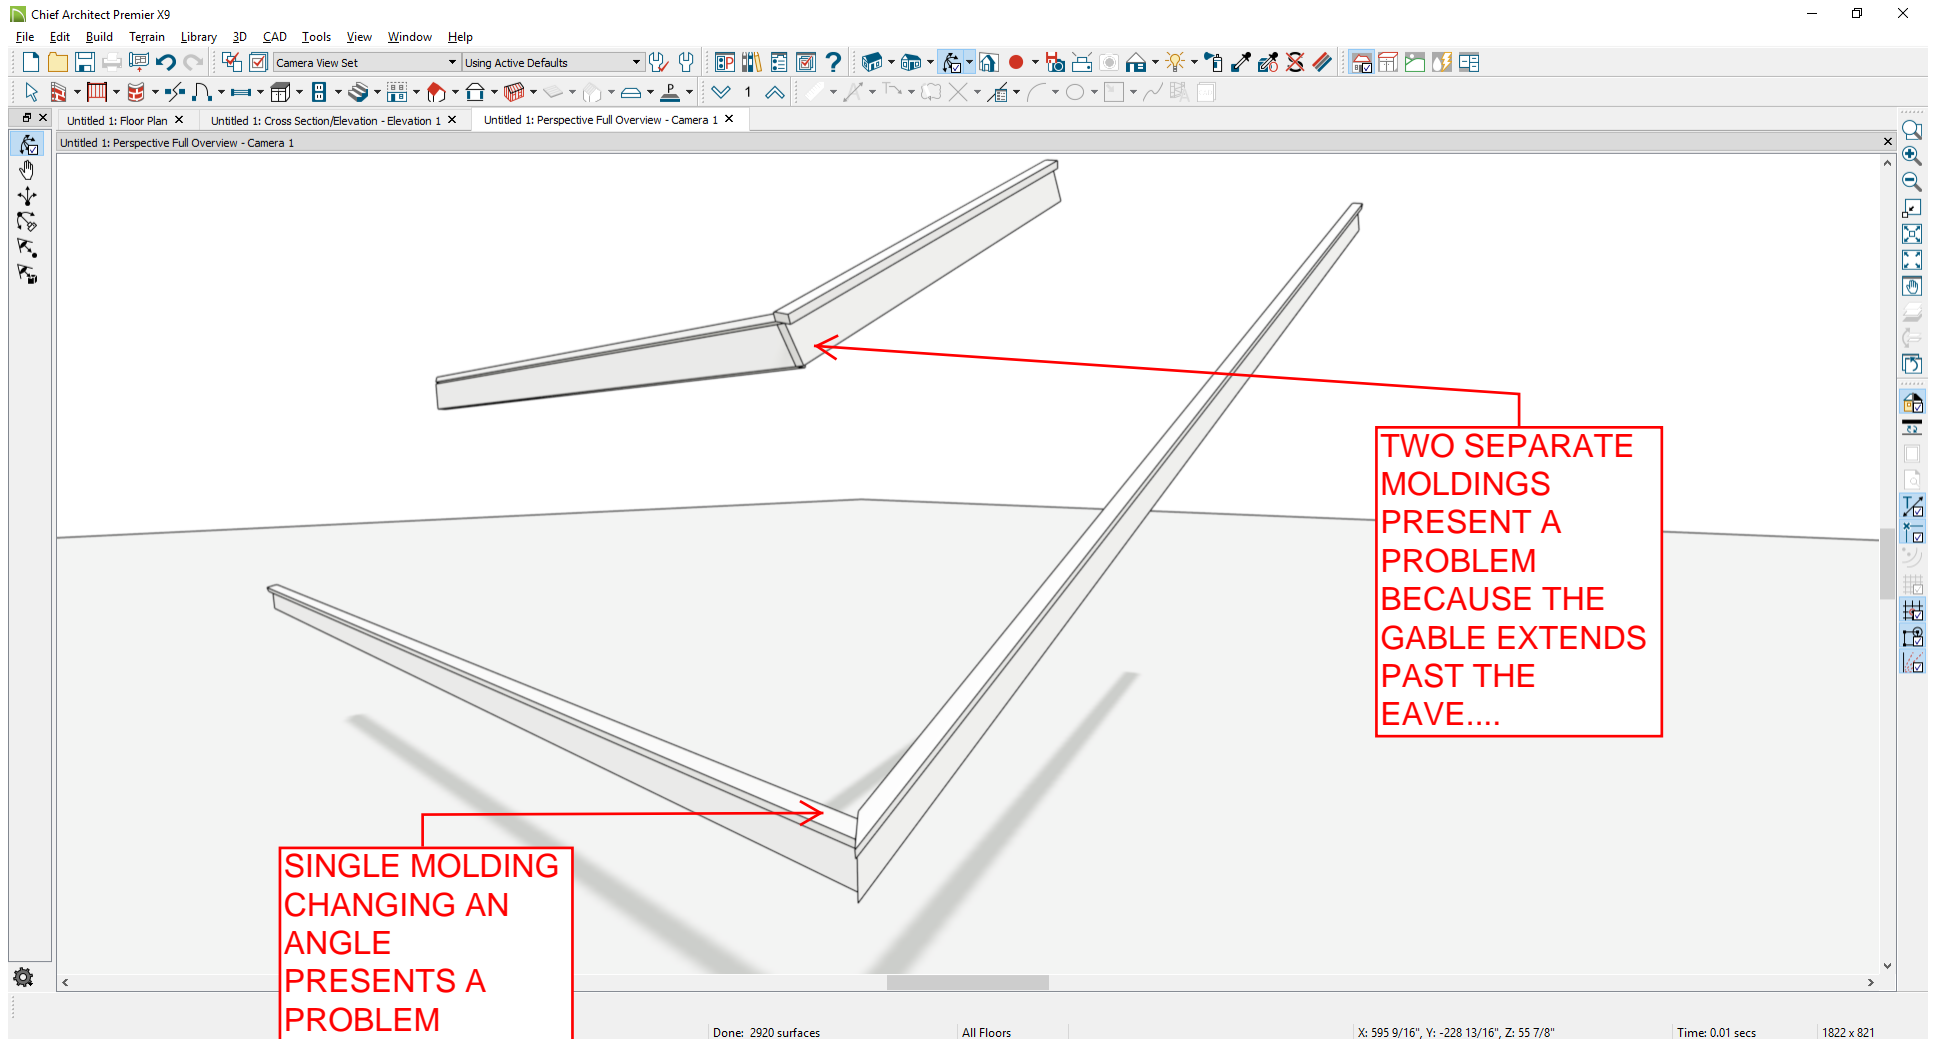 Chief Architect Premier X9
File Edit Build Terrain Library 3D CAD Tools View Window Help
Camera View Set
Using Active Defaults
P
1
Untitled 1: Floor Plan
Untitled 1: Cross Section/Elevation - Elevation 1
Untitled 1: Perspective Full Overview - Camera 1
Untitled 1: Perspective Full Overview - Camera 1
TWO SEPARATE
MOLDINGS
PRESENT A
PROBLEM
BECAUSE THE
GABLE EXTENDS
PAST THE
EAVE....
SINGLE MOLDING
CHANGING AN
ANGLE
PRESENTS A
PROBLEM
Done: 2920 surfaces
All Floors
X: 595 9/16", Y: -228 13/16", Z: 55 7/8"
Time: 0.01 secs
1822 x 821